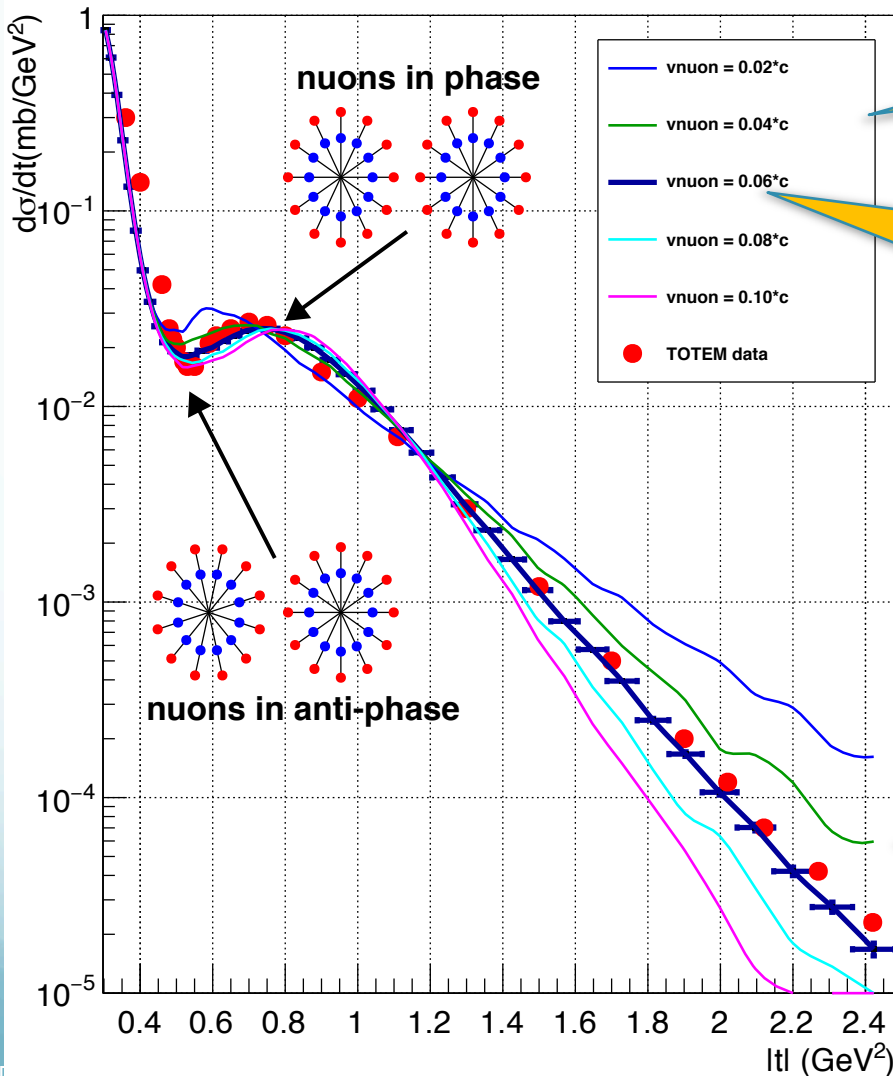 1
10⁻¹
10⁻²
10⁻³
10⁻⁴
10⁻⁵
dσ/dt(mb/GeV²)
nuons in phase
vnuon = 0.02*c
vnuon = 0.04*c
vnuon = 0.06*c
vnuon = 0.08*c
vnuon = 0.10*c
TOTEM data
nuons in anti-phase
0.4 0.6 0.8 1 1.2 1.4 1.6 1.8 2 2.2 2.4
|t| (GeV²)